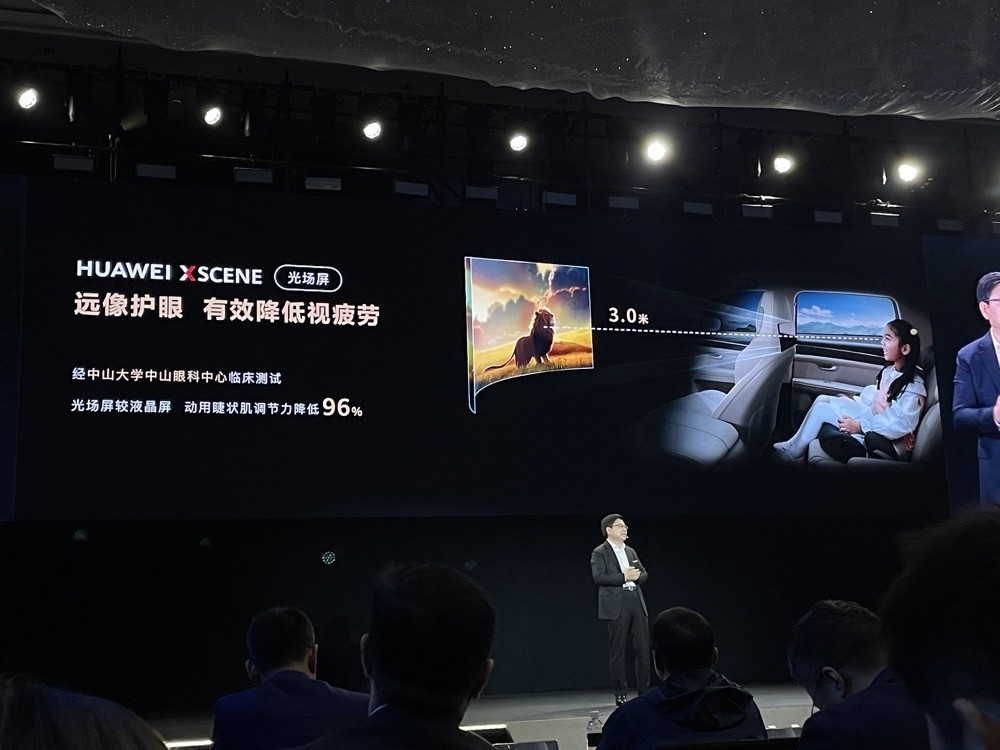 HUAWEI XSCENE 光场屏
远像护眼 有效降低视疲劳
3.0米
经中山大学中山眼科中心临床测试
光场屏较液晶屏 动用睫状肌调节力降低96%